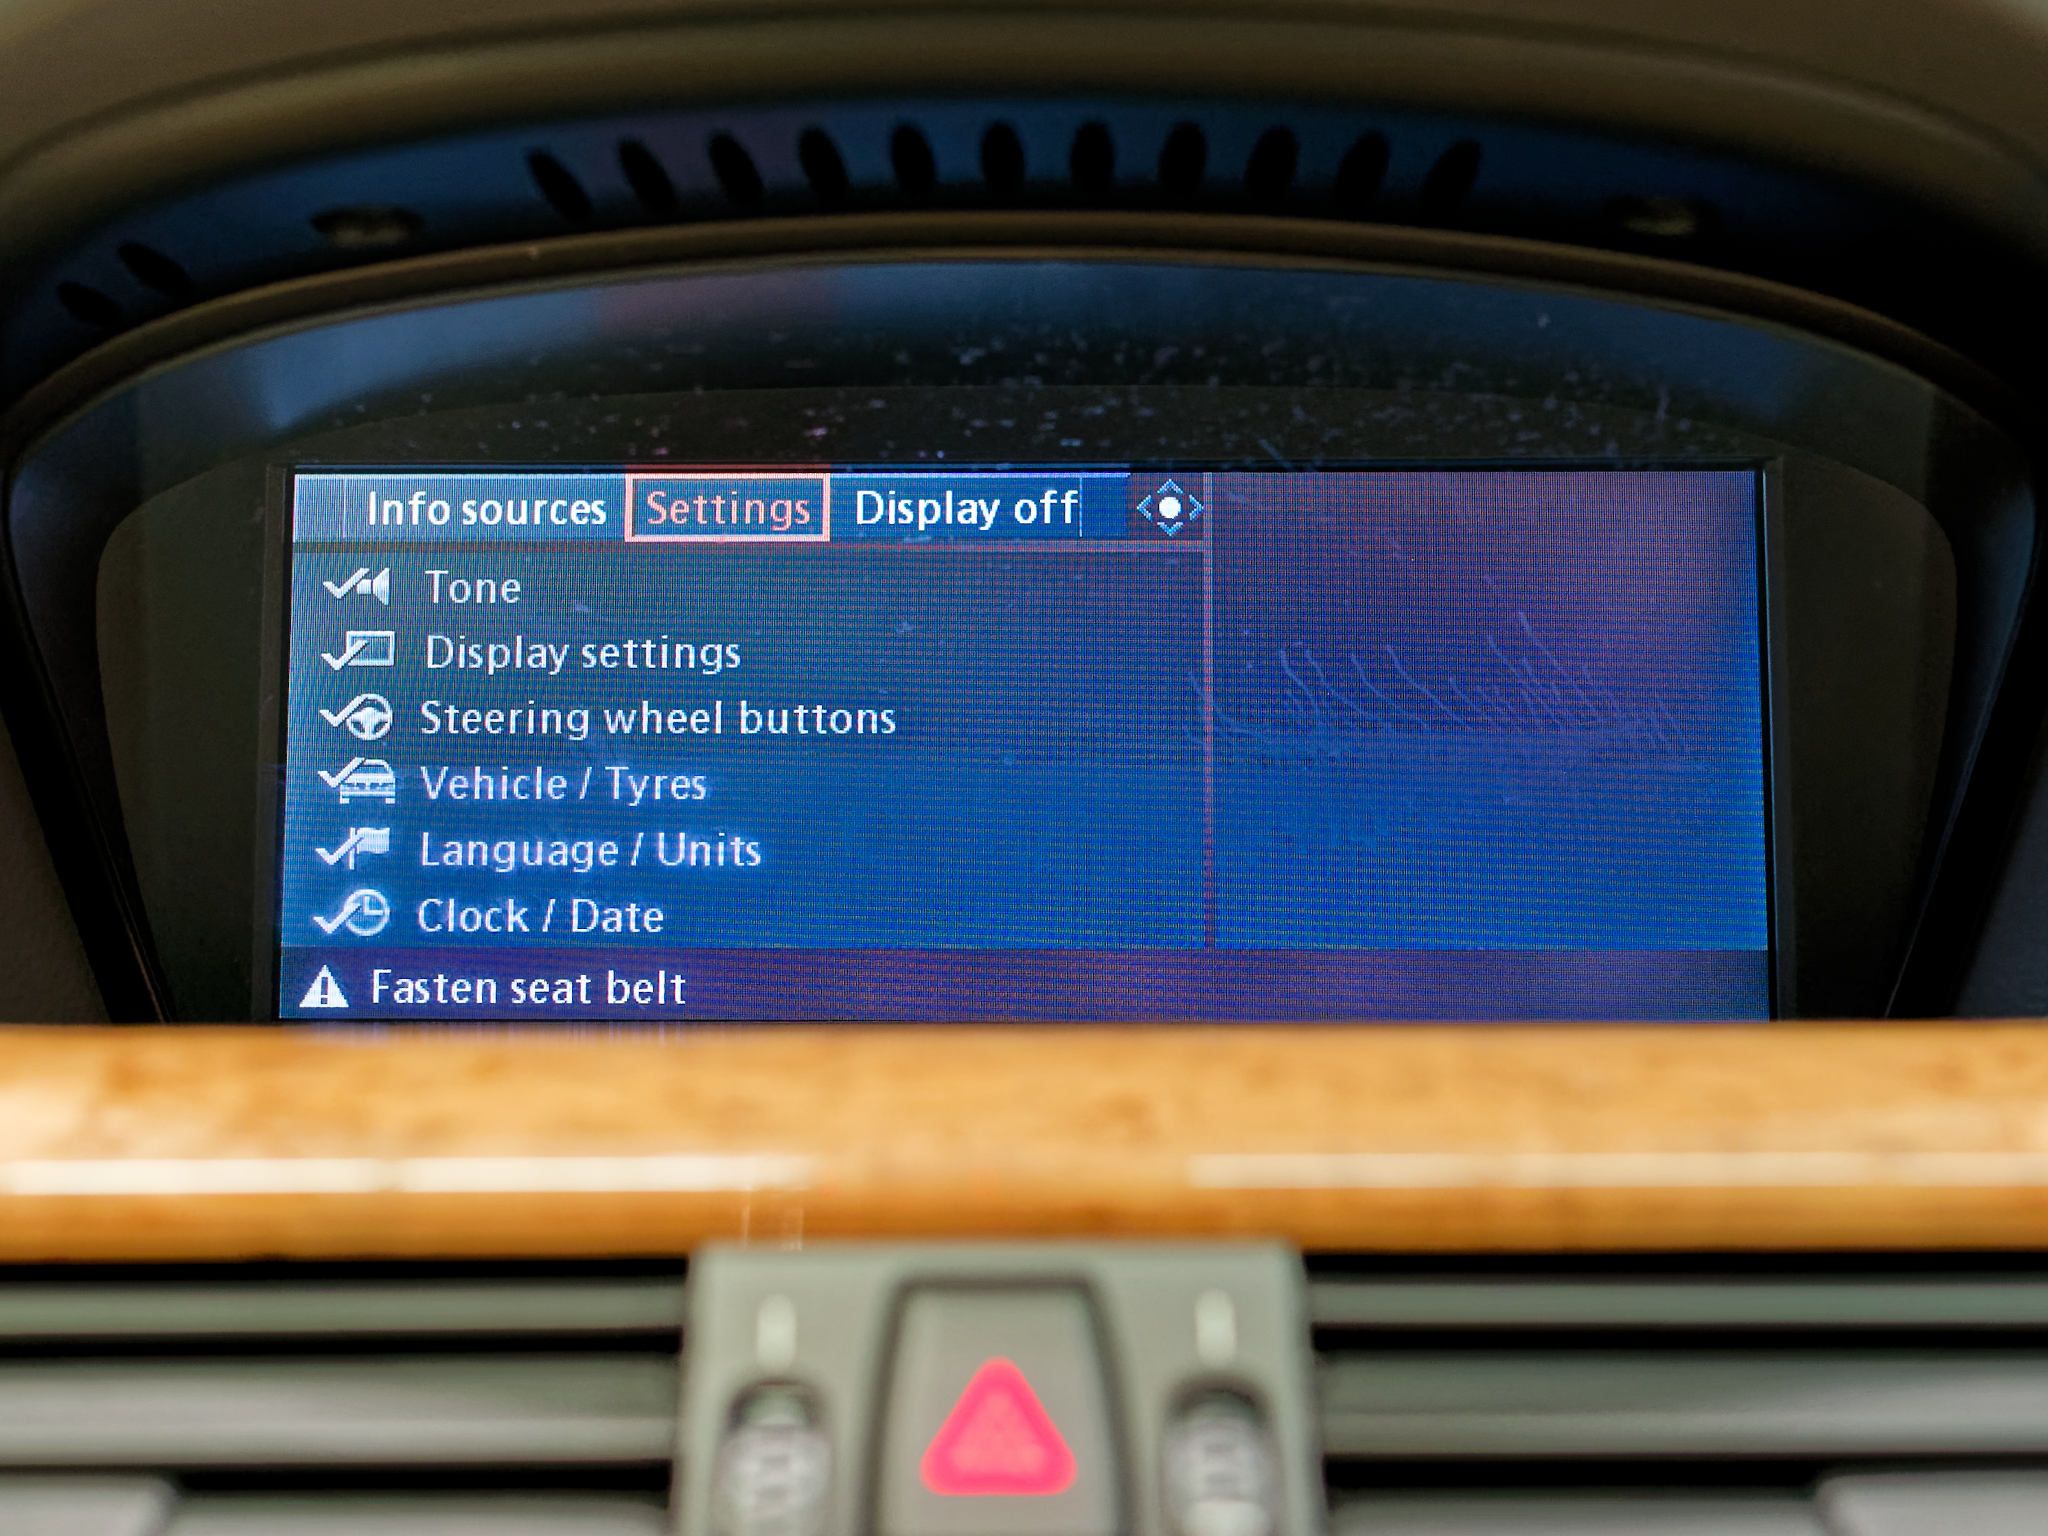 Info sources Settings Display off
Tone
Display settings
Steering wheel buttons
Vehicle / Tyres
Language / Units
Clock / Date
Fasten seat belt